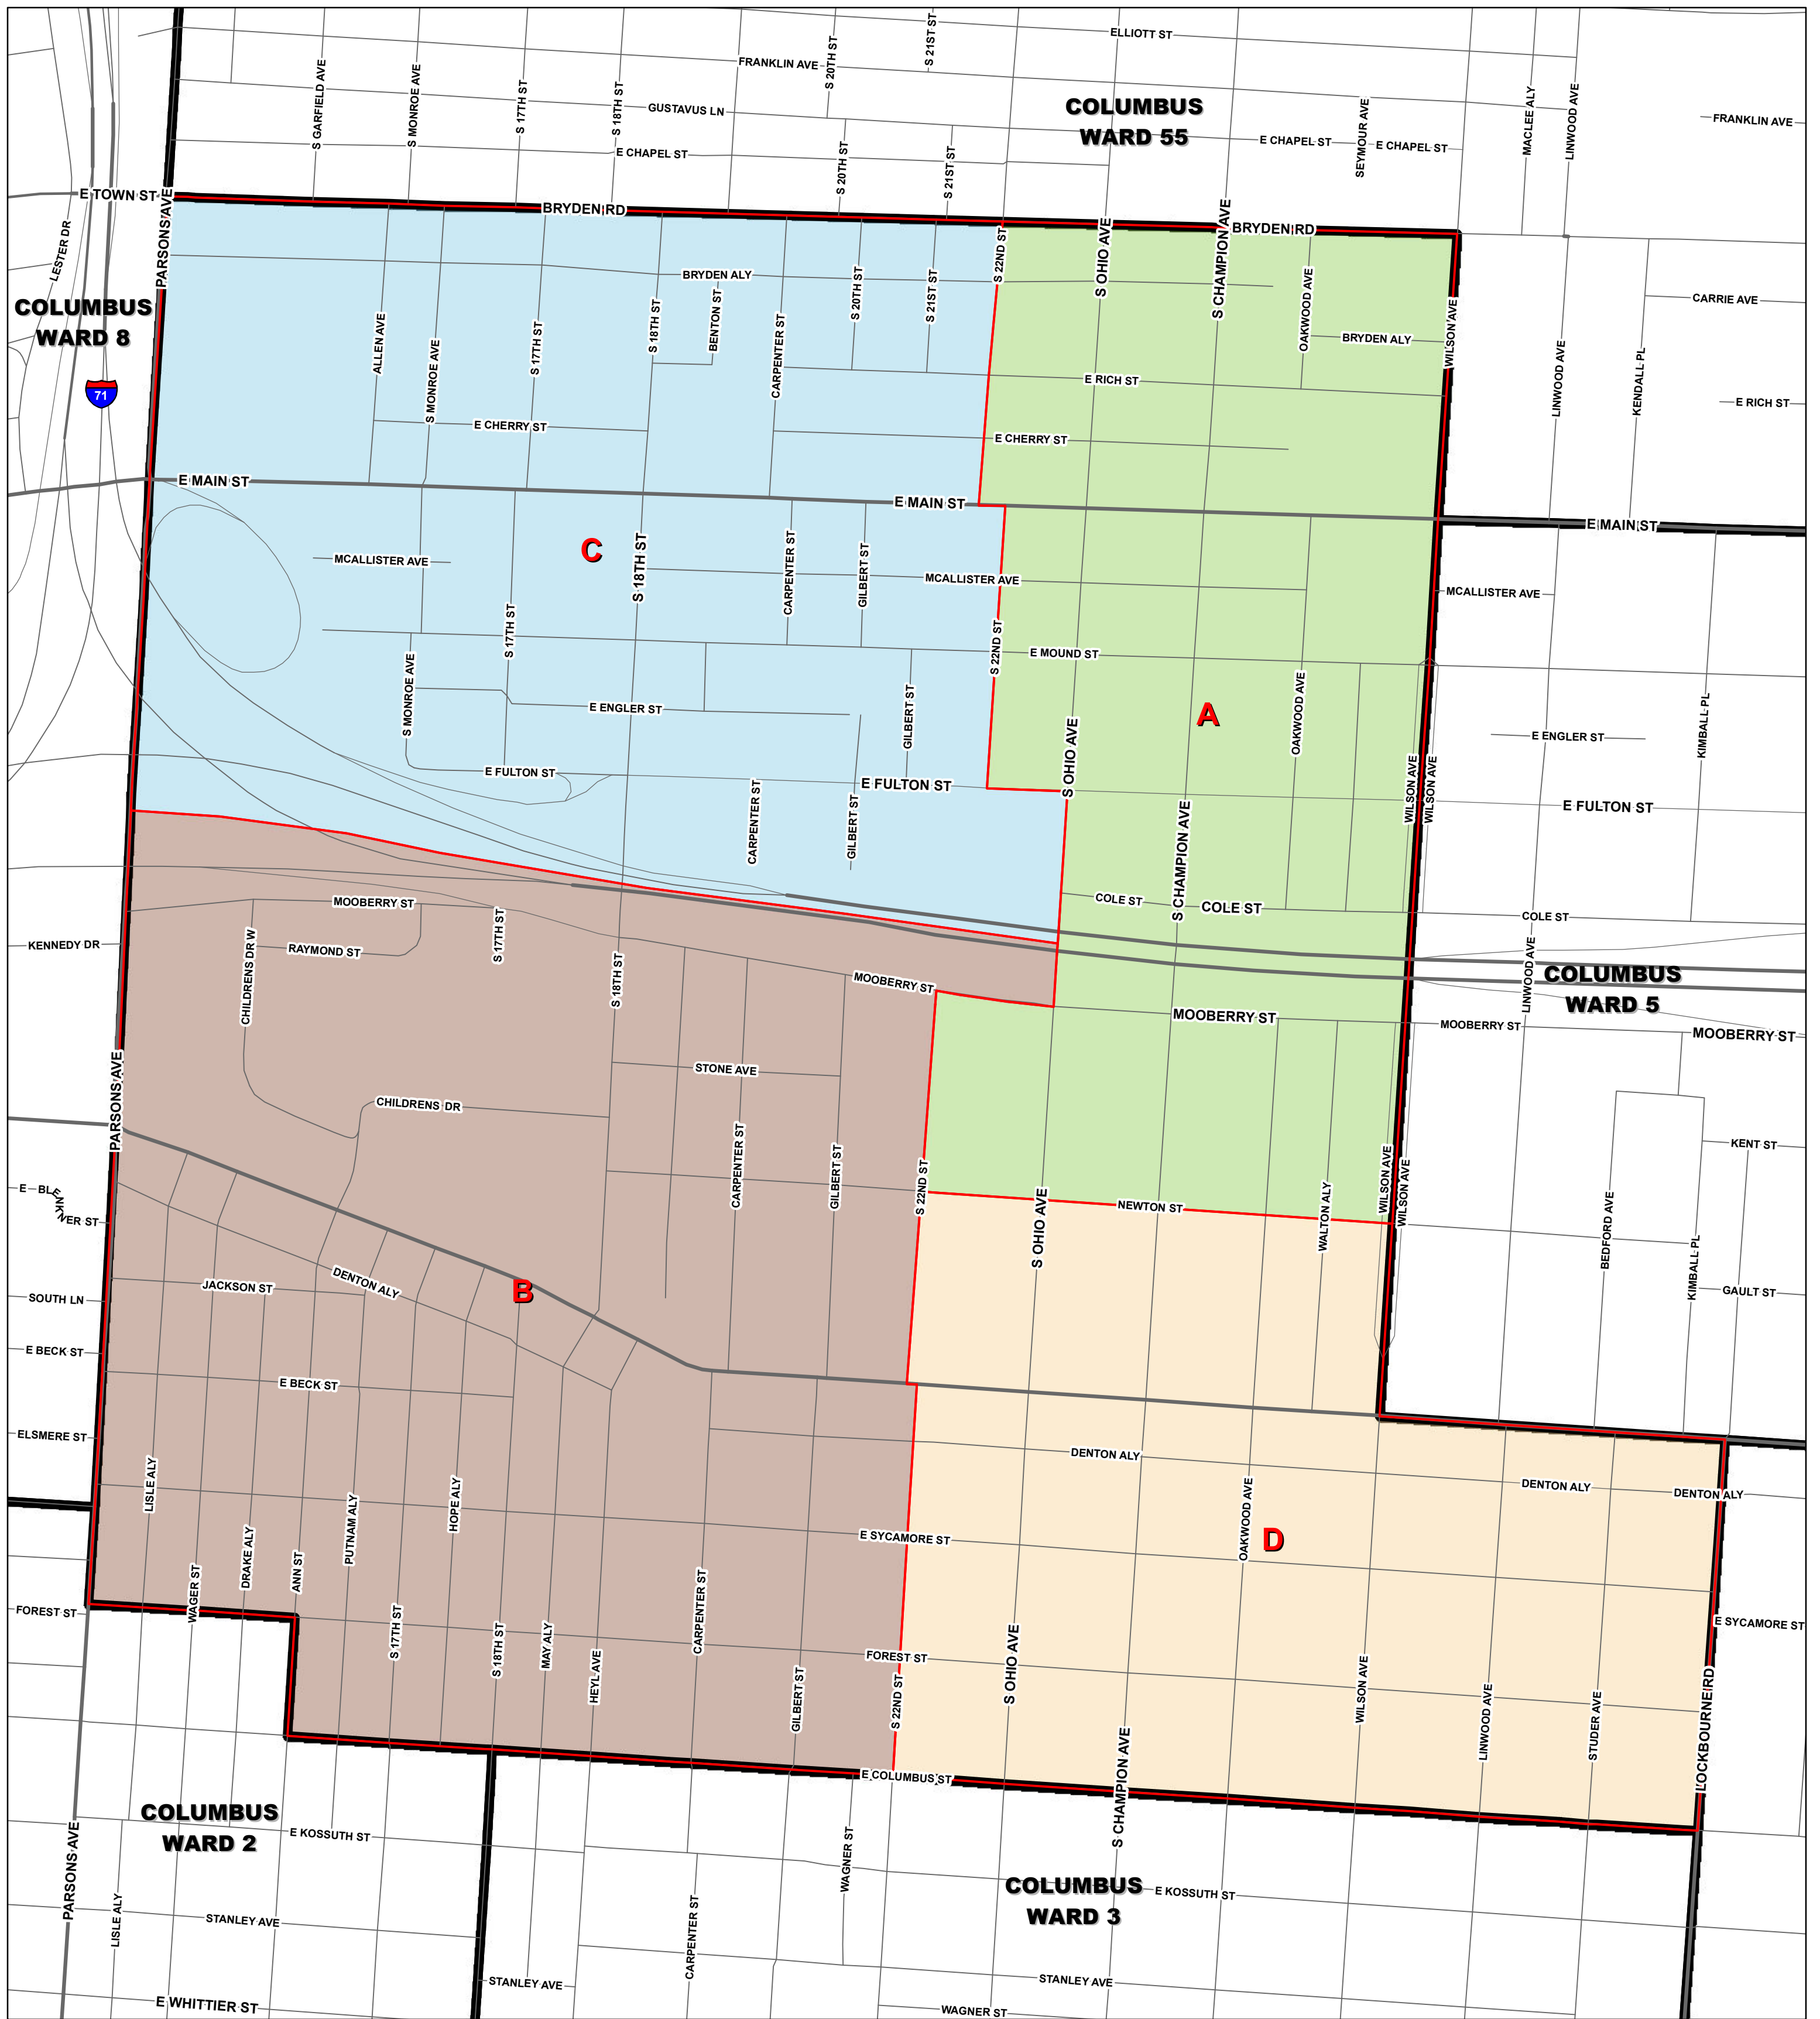 ELLIOTT ST
S 21ST ST
S 20TH ST
FRANKLIN AVE
S GARFIELD AVE
S MONROE AVE
S 17TH ST
S 18TH ST
GUSTAVUS LN
COLUMBUS
WARD 55
MACLEE ALY
LINWOOD AVE
FRANKLIN AVE
SEYMOUR AVE
E CHAPEL ST
E CHAPEL ST
E CHAPEL ST
S 20TH ST
S 21ST ST
E TOWN ST
PARSONS AVE
BRYDEN RD
BRYDEN RD
LESTER DR
S 22ND ST
S OHIO AVE
S CHAMPION AVE
OAKWOOD AVE
WILSON AVE
BRYDEN ALY
COLUMBUS
WARD 8
71
ALLEN AVE
S MONROE AVE
S 17TH ST
S 18TH ST
BENTON ST
CARPENTER ST
S 20TH ST
S 21ST ST
BRYDEN ALY
CARRIE AVE
LINWOOD AVE
KENDALL PL
E RICH ST
E RICH ST
E CHERRY ST
E CHERRY ST
E MAIN ST
E MAIN ST
E MAIN ST
C
MCALLISTER AVE
S 18TH ST
CARPENTER ST
GILBERT ST
MCALLISTER AVE
MCALLISTER AVE
S 17TH ST
S 22ND ST
E MOUND ST
S MONROE AVE
E ENGLER ST
GILBERT ST
A
OAKWOOD AVE
S OHIO AVE
E ENGLER ST
KIMBALL PL
E FULTON ST
E FULTON ST
E FULTON ST
CARPENTER ST
GILBERT ST
S CHAMPION AVE
WILSON AVE
WILSON AVE
COLE ST
COLE ST
COLE ST
MOOBERRY ST
S 17TH ST
KENNEDY DR
CHILDRENS DR W
RAYMOND ST
S 18TH ST
MOOBERRY ST
LINWOOD AVE
COLUMBUS
WARD 5
MOOBERRY ST
MOOBERRY ST
MOOBERRY ST
PARSONS AVE
STONE AVE
CHILDRENS DR
CARPENTER ST
GILBERT ST
S 22ND ST
KENT ST
E BLENKNER ST
S OHIO AVE
NEWTON ST
WALTON ALY
WILSON AVE
WILSON AVE
BEDFORD AVE
KIMBALL PL
JACKSON ST
DENTON ALY
B
SOUTH LN
GAULT ST
E BECK ST
E BECK ST
ELSMERE ST
LISLE ALY
HOPE ALY
DENTON ALY
DENTON ALY
DENTON ALY
OAKWOOD AVE
D
E SYCAMORE ST
WAGER ST
DRAKE ALY
ANN ST
PUTNAM ALY
FOREST ST
S 17TH ST
S 18TH ST
MAY ALY
HEYL AVE
CARPENTER ST
GILBERT ST
FOREST ST
S 22ND ST
S OHIO AVE
WILSON AVE
LINWOOD AVE
STUDER AVE
E SYCAMORE ST
LOCKBOURNE RD
E COLUMBUS ST
S CHAMPION AVE
COLUMBUS
WARD 2
E KOSSUTH ST
WAGNER ST
PARSONS AVE
LISLE ALY
STANLEY AVE
CARPENTER ST
COLUMBUS
WARD 3
E KOSSUTH ST
STANLEY AVE
STANLEY AVE
E WHITTIER ST
WAGNER ST